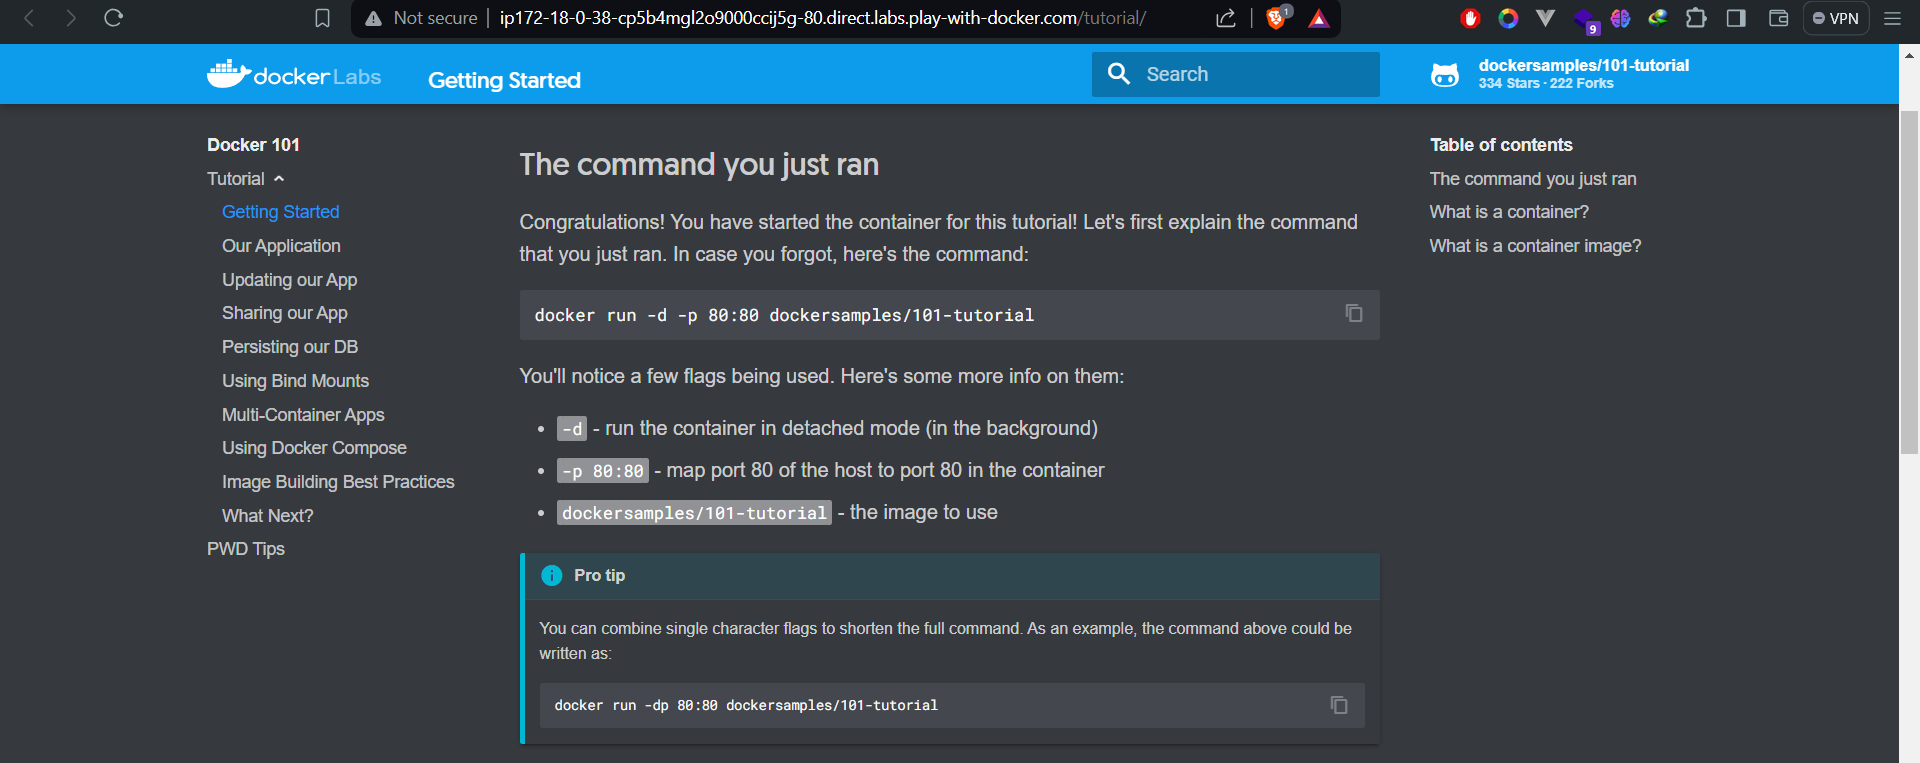 Not secure
ip172-18-0-38-cp5b4mgl2o9000ccij5g-80.direct.labs.play-with-docker.com/tutorial/
1
9
VPN
dockerLabs
Getting Started
Search
dockersamples/101-tutorial
334 Stars · 222 Forks
Docker 101
Tutorial
Getting Started
Our Application
Updating our App
Sharing our App
Persisting our DB
Using Bind Mounts
Multi-Container Apps
Using Docker Compose
Image Building Best Practices
What Next?
PWD Tips
The command you just ran
Congratulations! You have started the container for this tutorial! Let's first explain the command
that you just ran. In case you forgot, here's the command:
docker run -d -p 80:80 dockersamples/101-tutorial
You'll notice a few flags being used. Here's some more info on them:
• -d - run the container in detached mode (in the background)
• -p 80:80 - map port 80 of the host to port 80 in the container
• dockersamples/101-tutorial - the image to use
Pro tip
You can combine single character flags to shorten the full command. As an example, the command above could be
written as:
docker run -dp 80:80 dockersamples/101-tutorial
Table of contents
The command you just ran
What is a container?
What is a container image?